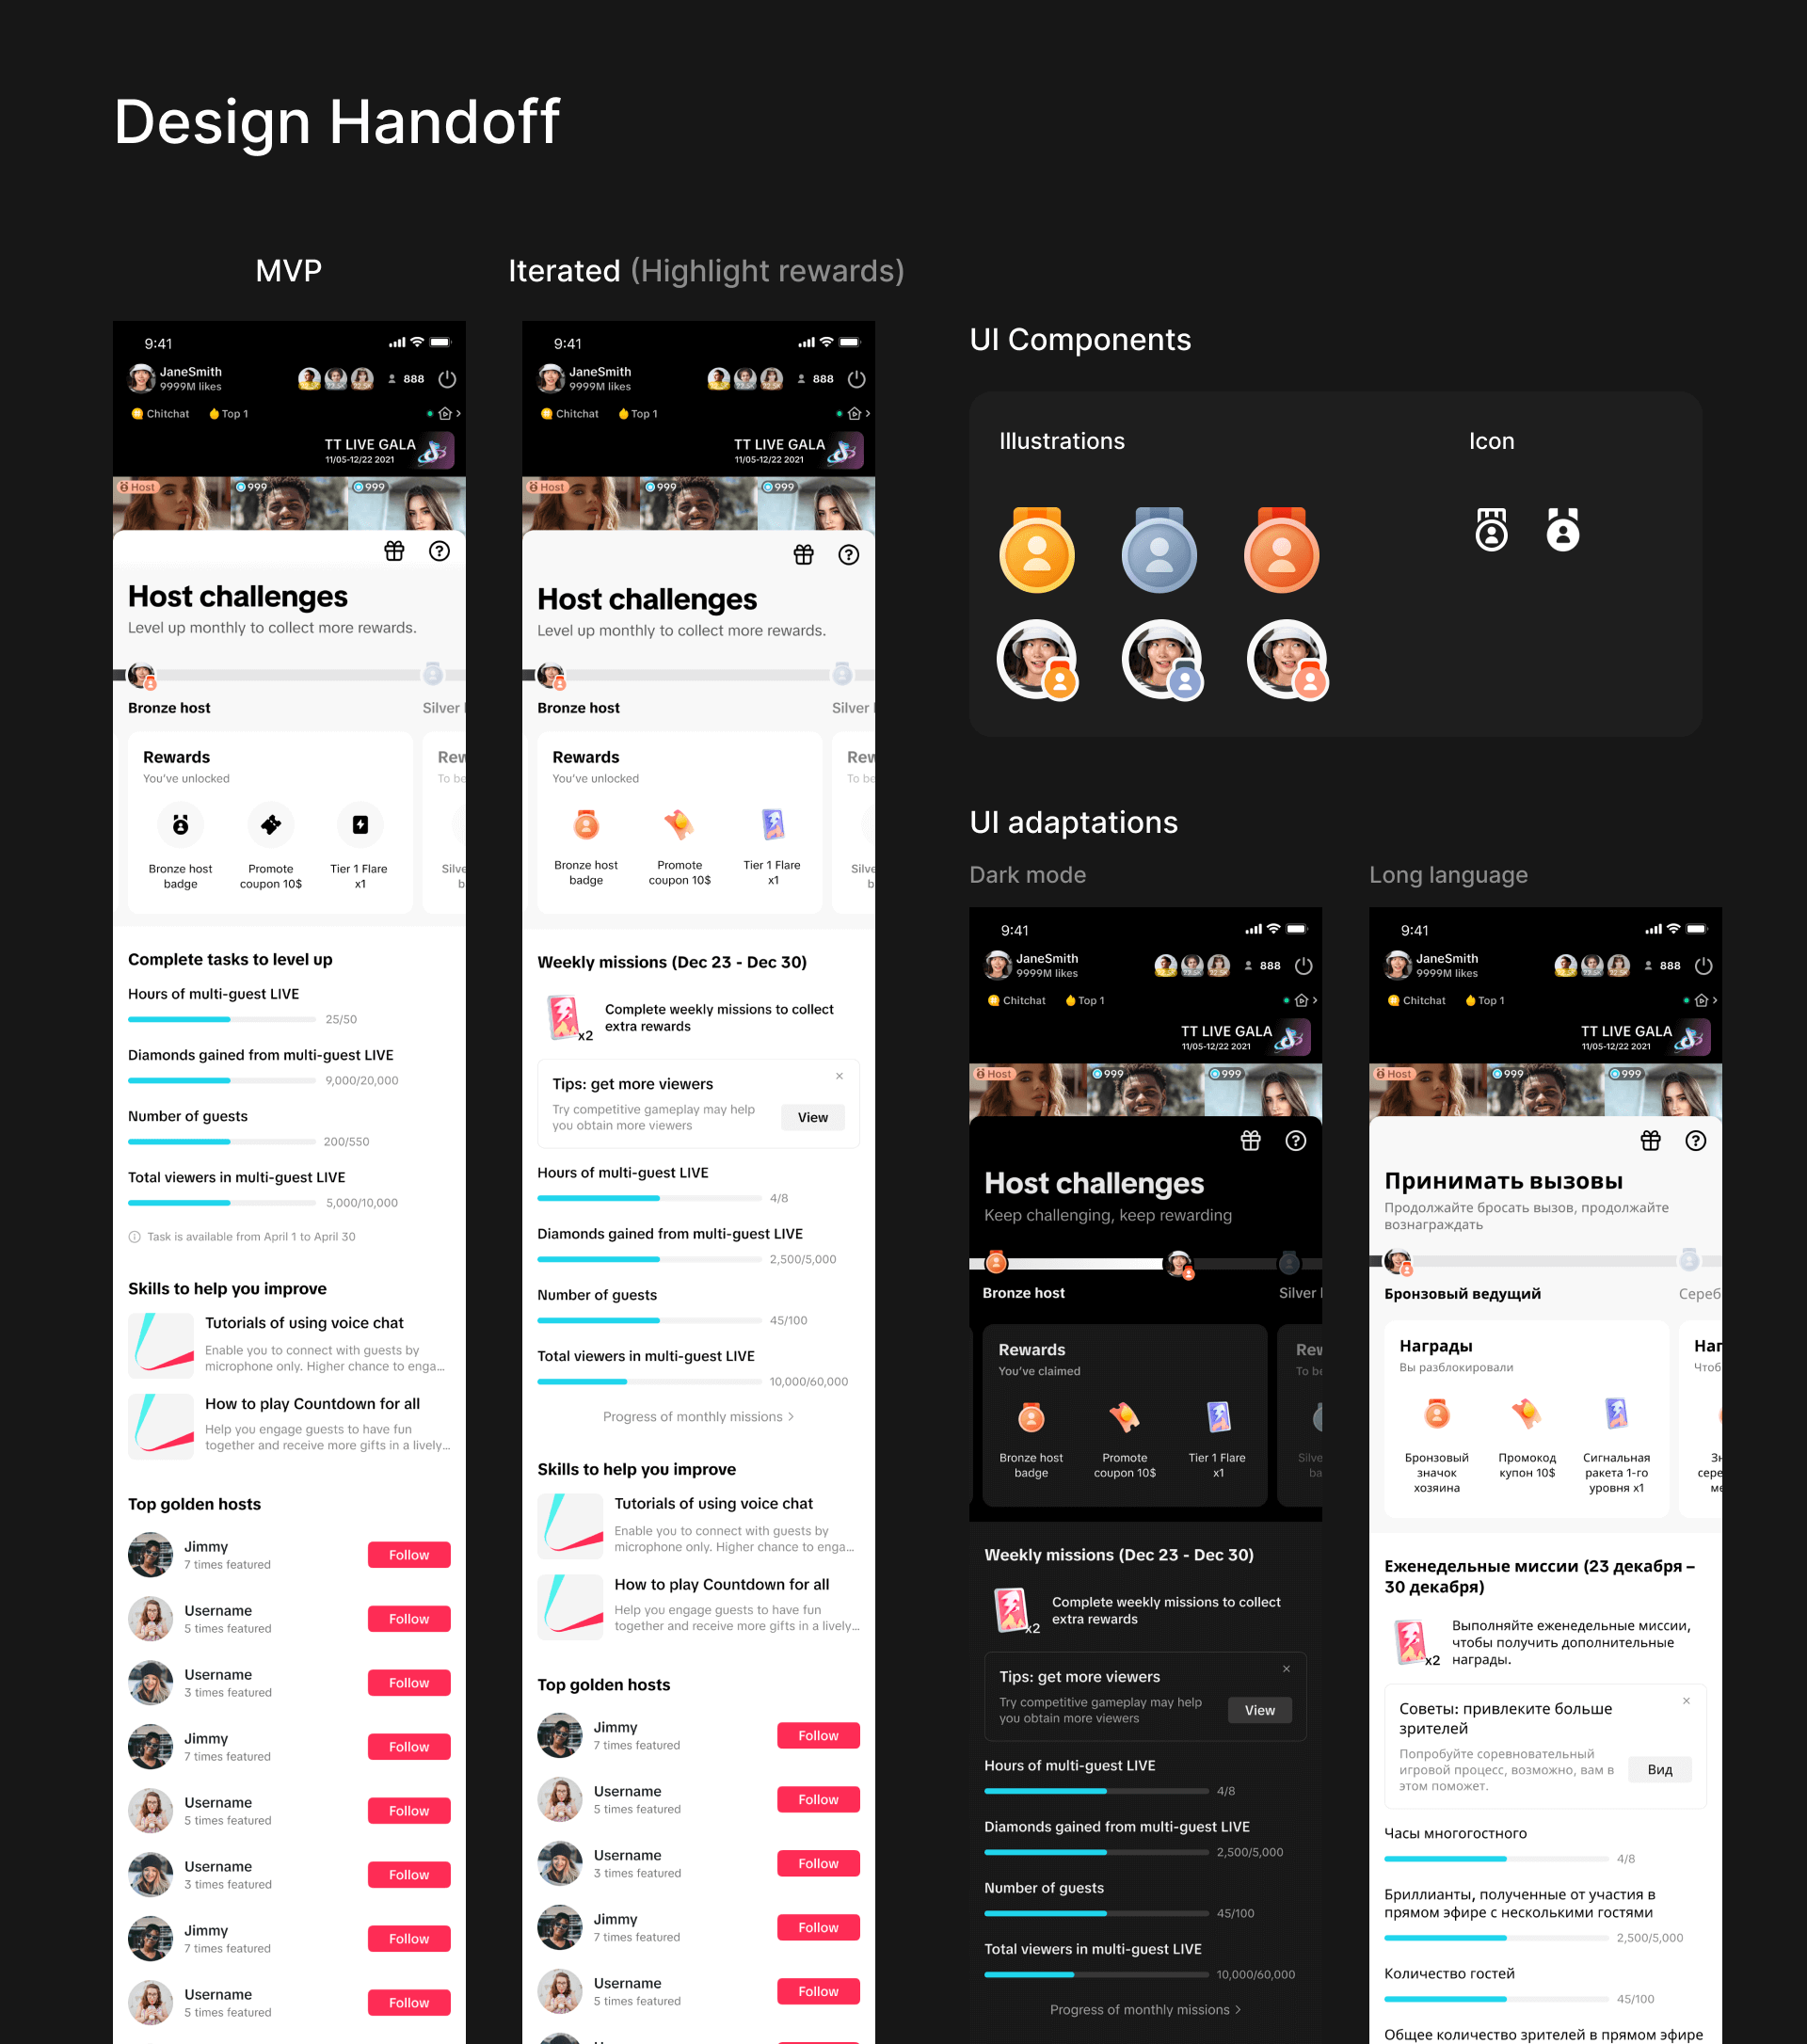 Design Handoff
MVP
9:41
JaneSmith
9999M likes
888
Chitchat
Top 1
TT LIVE GALA
11/05-12/22 2021
Host
999
999
Host challenges
Level up monthly to collect more rewards.
Bronze host
Silver
Rewards
You've unlocked
Rew
To be
Bronze host
badge
Promote
coupon 10$
Tier 1 Flare
x1
Silve
b
Complete tasks to level up
Hours of multi-guest LIVE
25/50
Diamonds gained from multi-guest LIVE
9,000/20,000
Number of guests
200/550
Total viewers in multi-guest LIVE
5,000/10,000
Task is available from April 1 to April 30
Skills to help you improve
Tutorials of using voice chat
Enable you to connect with guests by
microphone only. Higher chance to enga...
How to play Countdown for all
Help you engage guests to have fun
together and receive more gifts in a lively...
Top golden hosts
Jimmy
7 times featured
Follow
Username
5 times featured
Follow
Username
3 times featured
Follow
Jimmy
7 times featured
Follow
Username
5 times featured
Follow
Username
3 times featured
Follow
Jimmy
7 times featured
Follow
Username
5 times featured
Follow
Iterated (Highlight rewards)
9:41
JaneSmith
9999M likes
888
Chitchat
Top 1
TT LIVE GALA
11/05-12/22 2021
Host
999
999
Host challenges
Level up monthly to collect more rewards.
Bronze host
Silver
Rewards
You've unlocked
Rew
To be
Bronze host
badge
Promote
coupon 10$
Tier 1 Flare
x1
Silve
b
Weekly missions (Dec 23 - Dec 30)
x2
Complete weekly missions to collect
extra rewards
Tips: get more viewers
Try competitive gameplay may help
you obtain more viewers
View
Hours of multi-guest LIVE
4/8
Diamonds gained from multi-guest LIVE
2,500/5,000
Number of guests
45/100
Total viewers in multi-guest LIVE
10,000/60,000
Progress of monthly missions
Skills to help you improve
Tutorials of using voice chat
Enable you to connect with guests by
microphone only. Higher chance to enga...
How to play Countdown for all
Help you engage guests to have fun
together and receive more gifts in a lively...
Top golden hosts
Jimmy
7 times featured
Follow
Username
5 times featured
Follow
Username
3 times featured
Follow
Jimmy
7 times featured
Follow
Username
5 times featured
Follow
UI Components
Illustrations
Icon
UI adaptations
Dark mode
9:41
JaneSmith
9999M likes
888
Chitchat
Top 1
TT LIVE GALA
11/05-12/22 2021
Host
999
999
Host challenges
Keep challenging, keep rewarding
Bronze host
Silver
Rewards
You've claimed
Rew
To be
Bronze host
badge
Promote
coupon 10$
Tier 1 Flare
x1
Silve
ba
Weekly missions (Dec 23 - Dec 30)
x2
Complete weekly missions to collect
extra rewards
Tips: get more viewers
Try competitive gameplay may help
you obtain more viewers
View
Hours of multi-guest LIVE
4/8
Diamonds gained from multi-guest LIVE
2,500/5,000
Number of guests
45/100
Total viewers in multi-guest LIVE
10,000/60,000
Progress of monthly missions
Long language
9:41
JaneSmith
9999M likes
888
Chitchat
Top 1
TT LIVE GALA
11/05-12/22 2021
Host
999
999
Принимать вызовы
Продолжайте бросать вызов, продолжайте
вознаграждать
Бронзовый ведущий
Сереб
Награды
Вы разблокировали
Наг
Чтоб
Бронзовый
значок
хозяина
Промокод
купон 10$
Сигнальная
ракета 1-го
уровня x1
Зн
сере
ме
Еженедельные миссии (23 декабря –
30 декабря)
x2
Выполняйте еженедельные миссии,
чтобы получить дополнительные
награды.
Советы: привлеките больше
зрителей
Попробуйте соревновательный
игровой процесс, возможно, вам в
этом поможет.
Вид
Часы многогостного
4/8
Бриллианты, полученные от участия в
прямом эфире с несколькими гостями
2,500/5,000
Количество гостей
45/100
Общее количество зрителей в прямом эфире